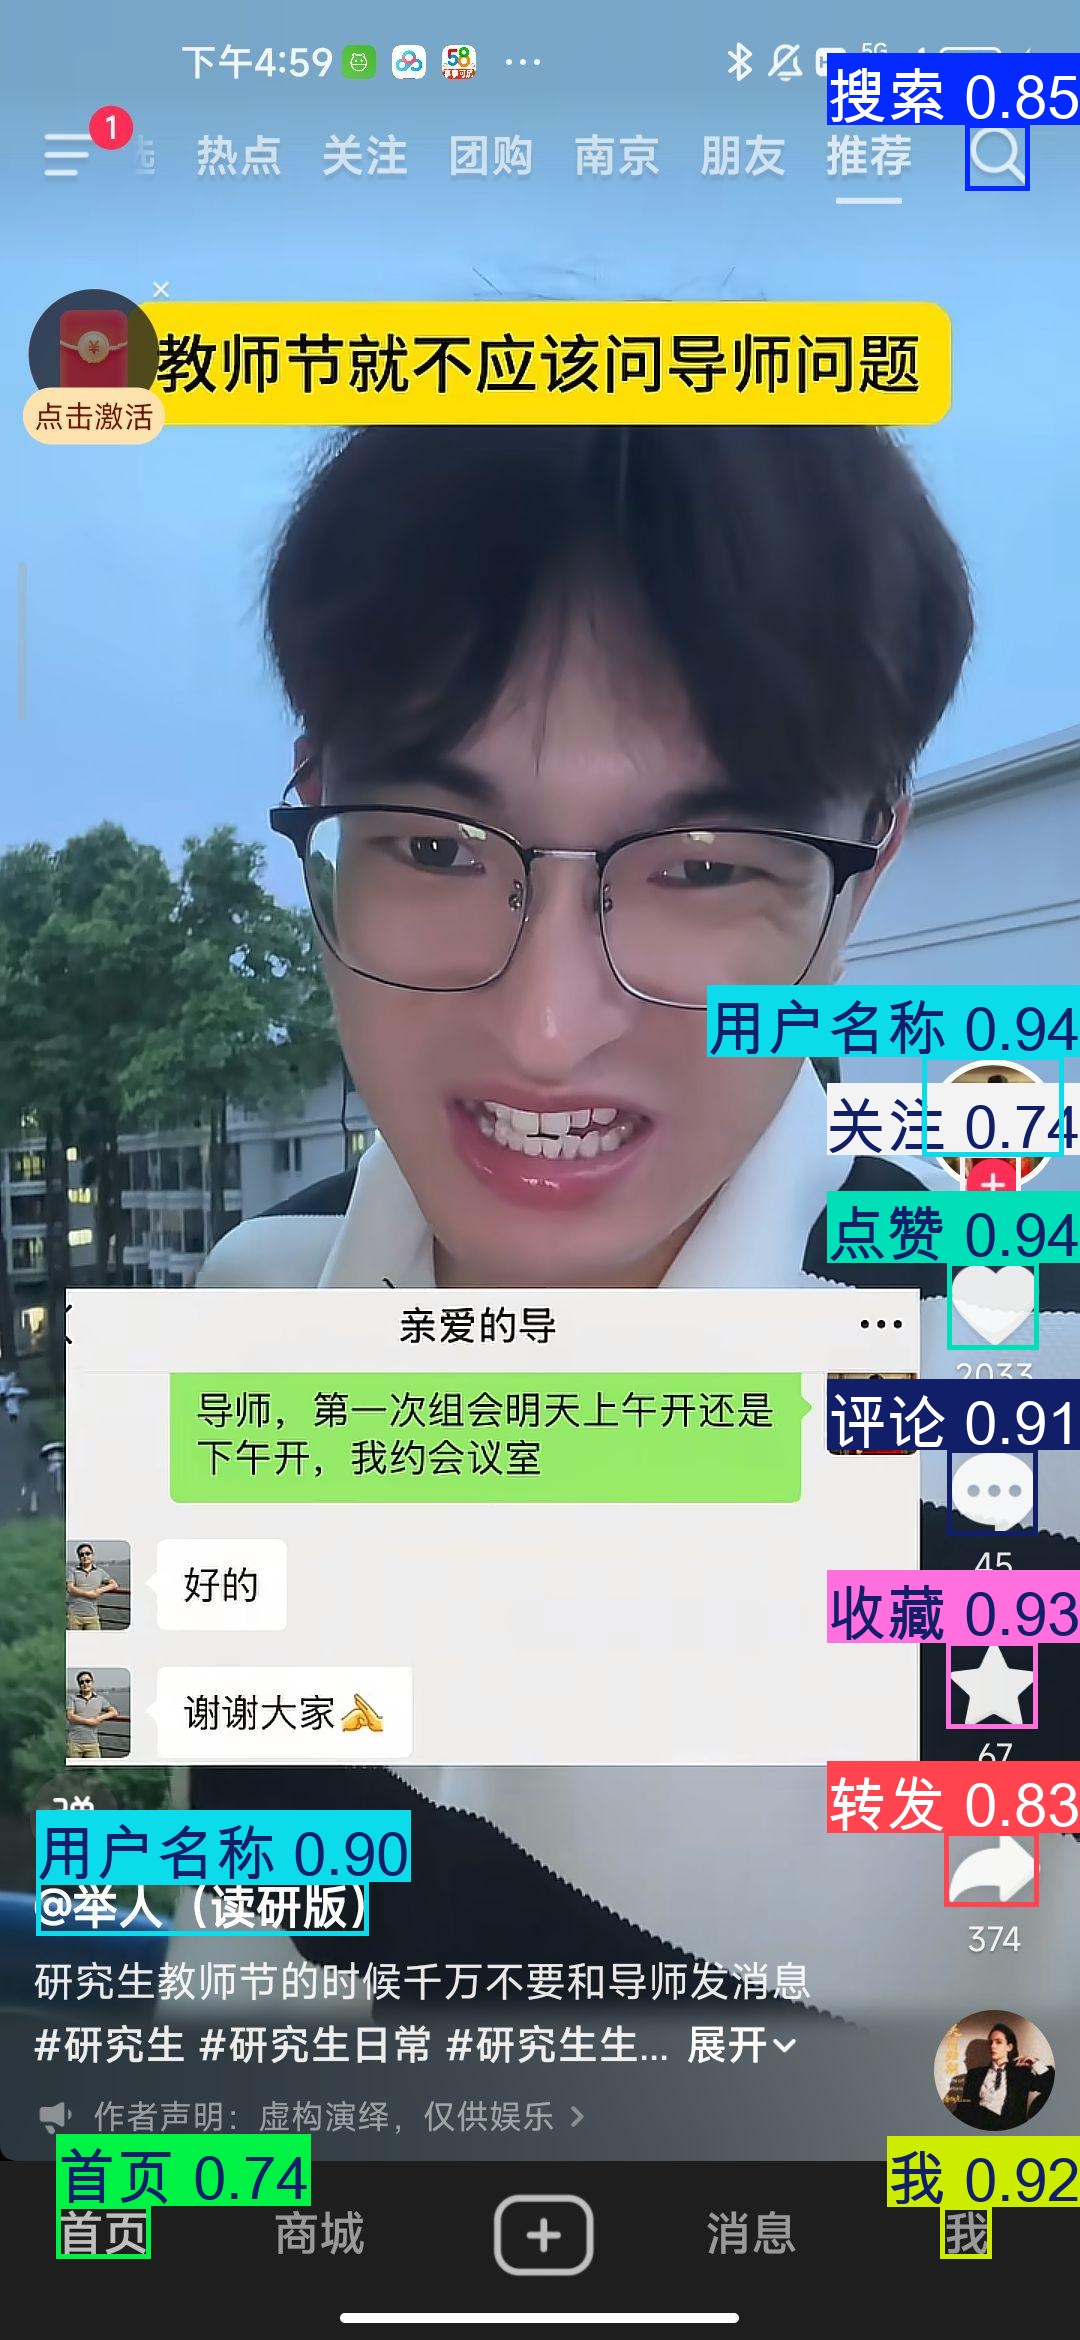 下午4:59
5G
搜索 0.85
1
热点 关注 团购 南京 朋友 推荐
教师节就不应该问导师问题
点击激活
用户名称 0.94
关注 0.74
点赞 0.94
亲爱的导
2033
导师，第一次组会明天上午开还是
下午开，我约会议室
评论 0.91
45
好的
收藏 0.93
谢谢大家
67
转发 0.83
用户名称 0.90
@举人（读研版）
374
研究生教师节的时候千万不要和导师发消息
#研究生 #研究生日常 #研究生生... 展开
作者声明：虚构演绎，仅供娱乐
首页 0.74
我 0.92
首页 商城 消息 我